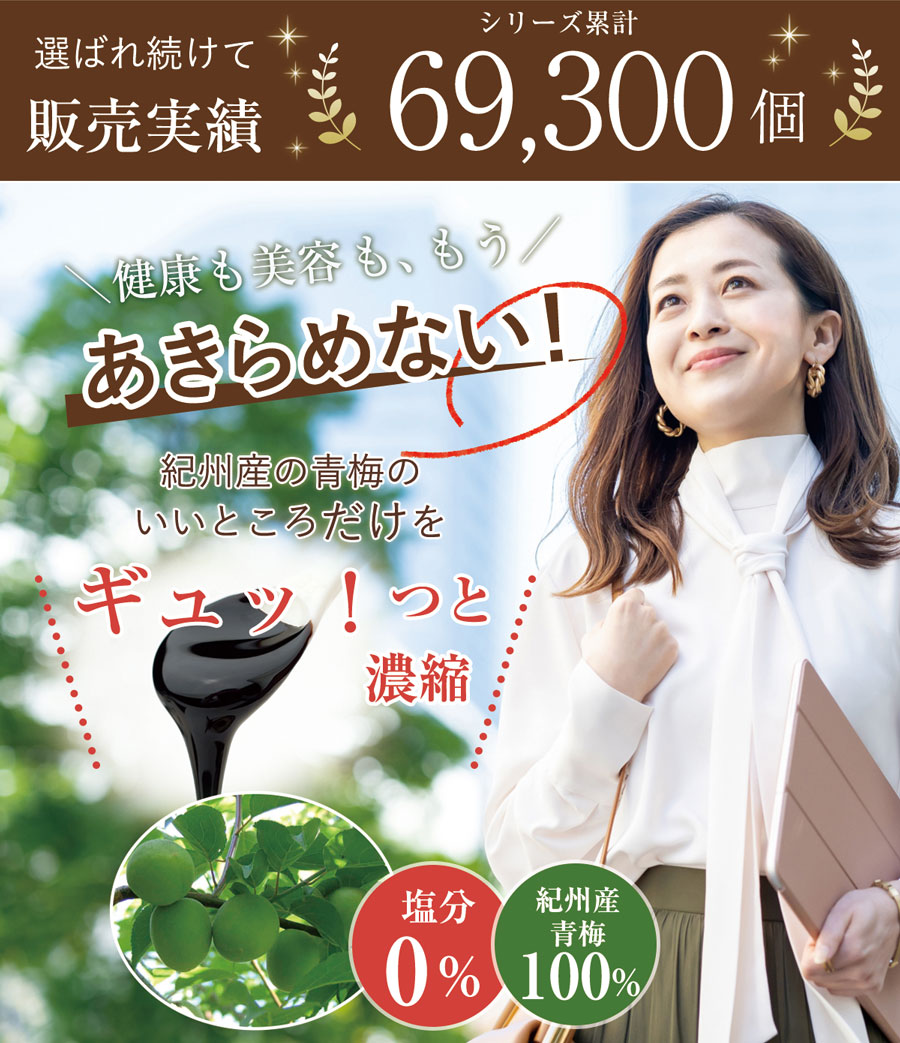 選ばれ続けて
販売実績
シリーズ累計
69,300個
健康も美容も、もう
あきらめない!
紀州産の青梅の
いいところだけを
ギュッ!つと
濃縮
塩分
0%
紀州産
青梅
100%